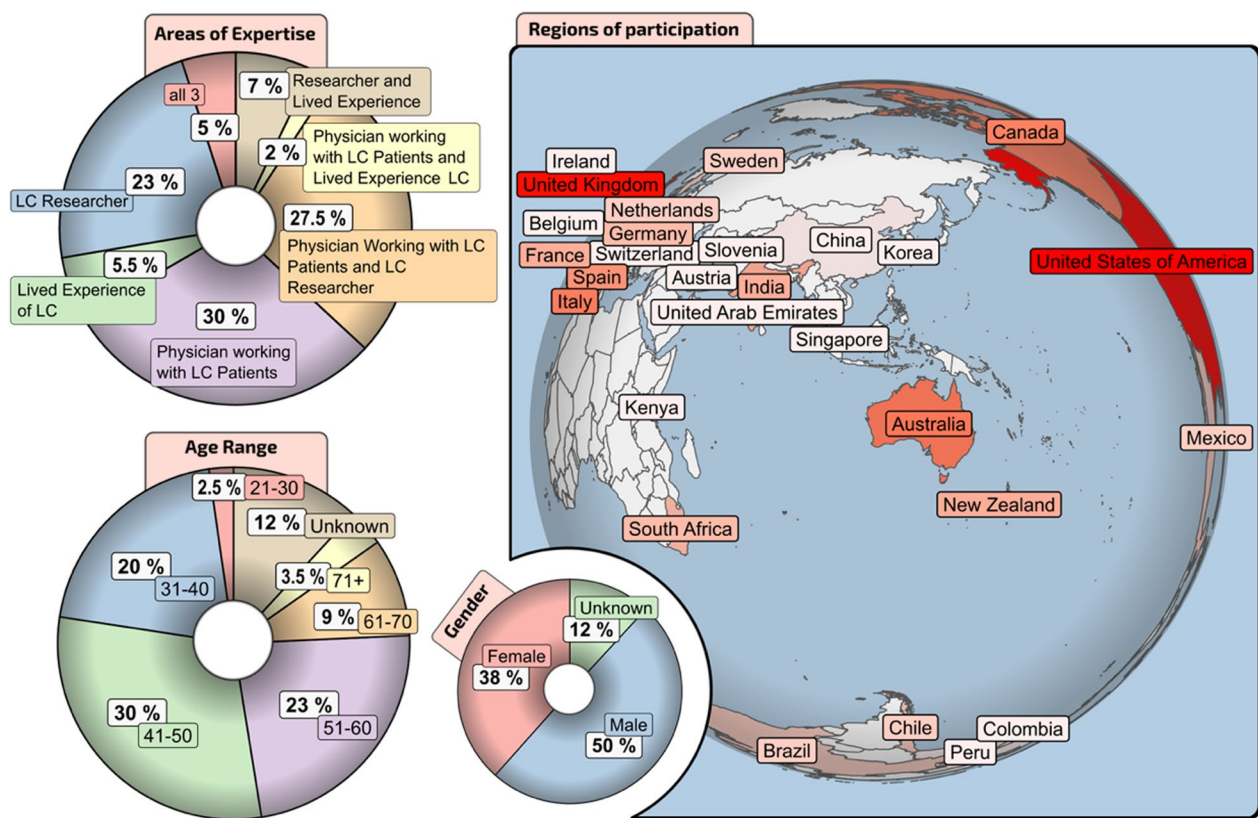 Areas of Expertise
7 %
Researcher and
Lived Experience
all 3
5 %
2 %
Physician working
with LC Patients and
Lived Experience LC
23 %
LC Researcher
27.5 %
Physician Working with LC
Patients and LC
Researcher
5.5 %
Lived Experience
of LC
30 %
Physician working
with LC Patients
Age Range
2.5 %
21-30
12 %
Unknown
3.5 %
71+
20 %
31-40
9 %
61-70
30 %
41-50
23 %
51-60
Gender
Unknown
12 %
Female
38 %
Male
50 %
Regions of participation
Canada
Ireland
Sweden
United Kingdom
Netherlands
Belgium
Germany
France
Switzerland
Slovenia
China
Korea
United States of America
Spain
Austria
India
Italy
United Arab Emirates
Singapore
Kenya
Australia
Mexico
New Zealand
South Africa
Brazil
Chile
Colombia
Peru